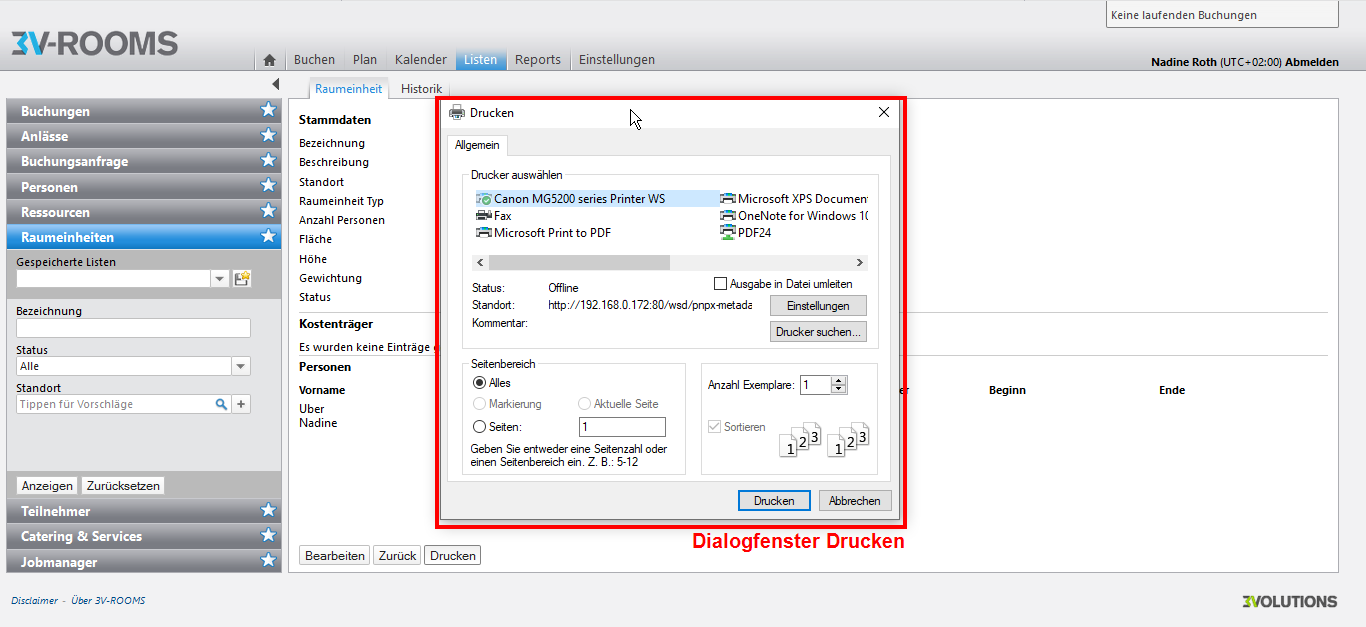 Keine laufenden Buchungen
3V-ROOMS
Buchen Plan Kalender Listen Reports Einstellungen
Nadine Roth (UTC+02:00) Abmelden
Buchungen
Anlässe
Buchungsanfrage
Personen
Ressourcen
Raumeinheiten
Gespeicherte Listen
Bezeichnung
Status
Alle
Standort
Tippen für Vorschläge
+
Anzeigen Zurücksetzen
Teilnehmer
Catering & Services
Jobmanager
Raumeinheit Historik
Stammdaten
Bezeichnung
Beschreibung
Standort
Raumeinheit Typ
Anzahl Personen
Fläche
Höhe
Gewichtung
Status
Kostenträger
Es wurden keine Einträge
Personen
Vorname Beginn Ende
Uber
Nadine
Bearbeiten Zurück Drucken
Drucken
Allgemein
Drucker auswählen
Canon MG5200 series Printer WS Microsoft XPS Documen
Fax OneNote for Windows 10
Microsoft Print to PDF PDF24
Status: Offline Ausgabe in Datei umleiten
Standort: http://192.168.0.172:80/wsd/pnpx-metada Einstellungen
Kommentar: Drucker suchen...
Seitenbereich
Alles
Markierung Aktuelle Seite
Seiten: 1
Geben Sie entweder eine Seitenzahl oder
einen Seitenbereich ein. Z. B.: 5-12
Anzahl Exemplare: 1
Sortieren 1 2 3 1 2 3
Drucken Abbrechen
Dialogfenster Drucken
Disclaimer - Über 3V-ROOMS
3VOLUTIONS